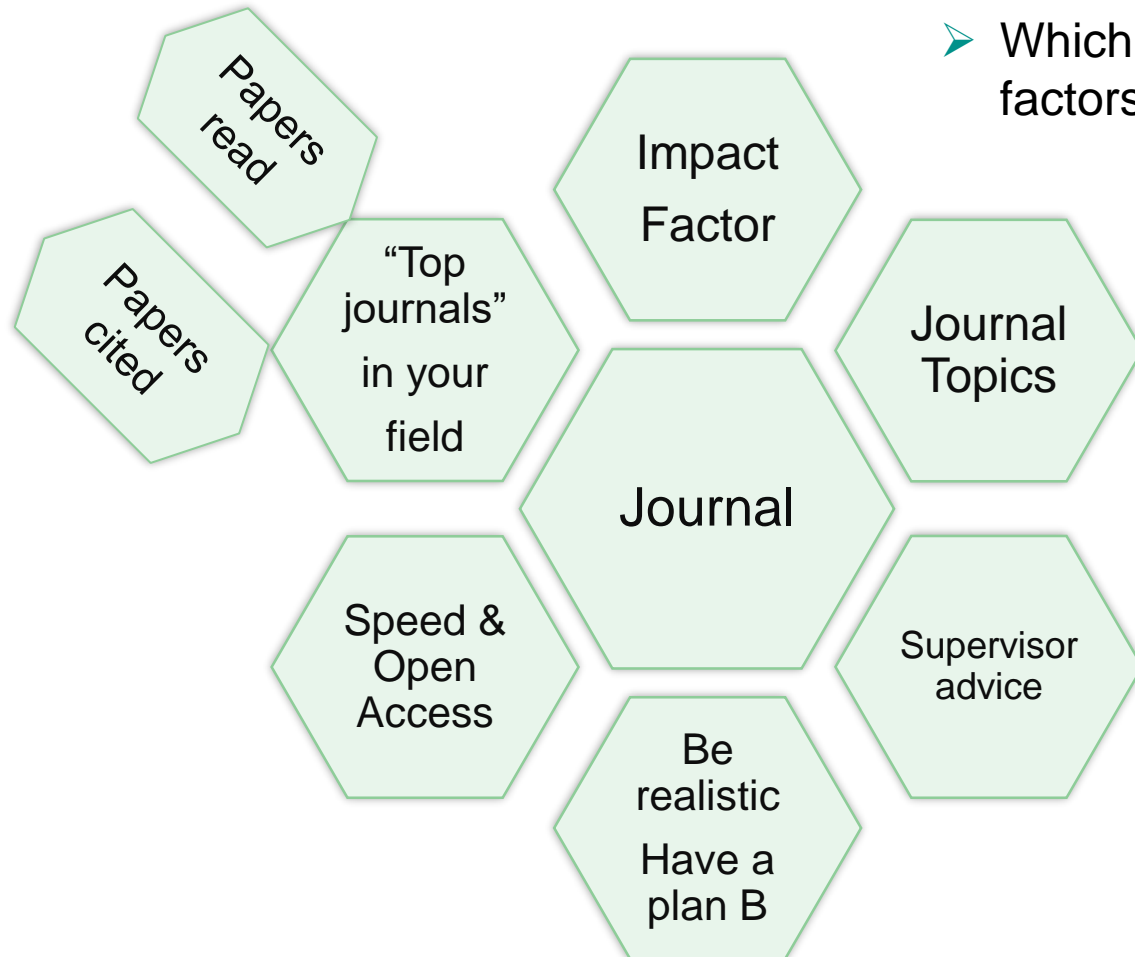 Which
factors
Papers
read
Impact
Factor
Papers
cited
“Top
journals”
in your
field
Journal
Topics
Journal
Speed &
Open
Access
Supervisor
advice
Be
realistic
Have a
plan B